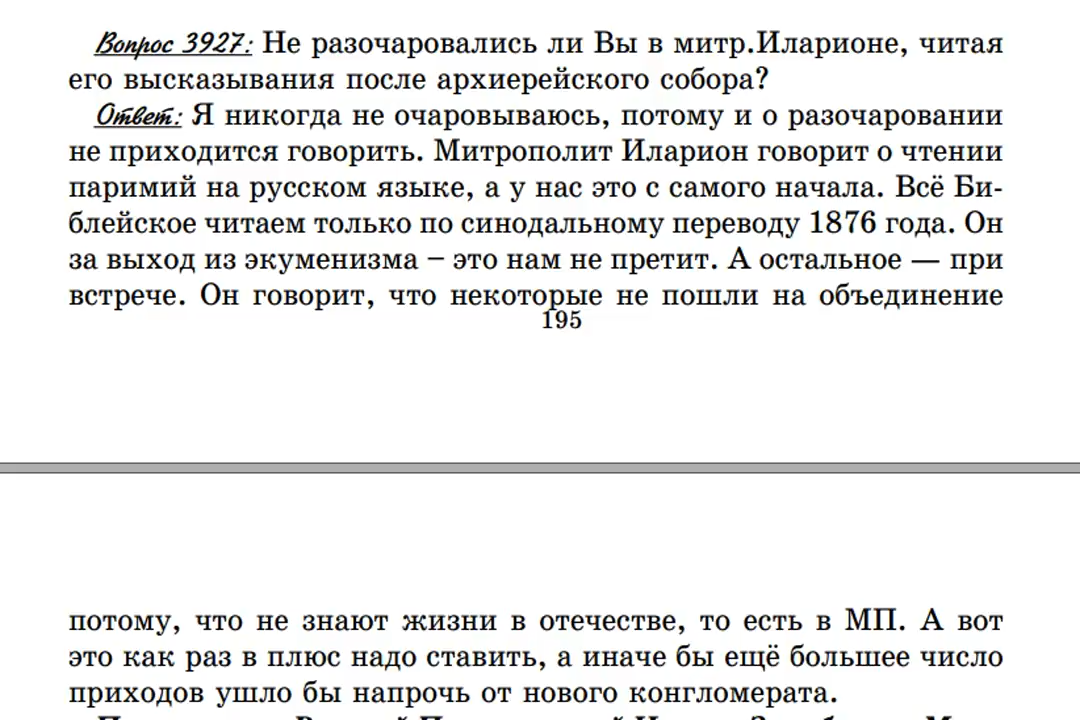 Вопрос 3927: Не разочаровались ли Вы в митр.Иларионе, читая
его высказывания после архиерейского собора?
Ответ: Я никогда не очаровываюсь, потому и о разочаровании
не приходится говорить. Митрополит Иларион говорит о чтении
паримий на русском языке, а у нас это с самого начала. Всё Би-
блейское читаем только по синодальному переводу 1876 года. Он
за выход из экуменизма – это нам не претит. А остальное — при
встрече. Он говорит, что некоторые не пошли на объединение
195
потому, что не знают жизни в отечестве, то есть в МП. А вот
это как раз в плюс надо ставить, а иначе бы ещё большее число
приходов ушло бы напрочь от нового конгломерата.